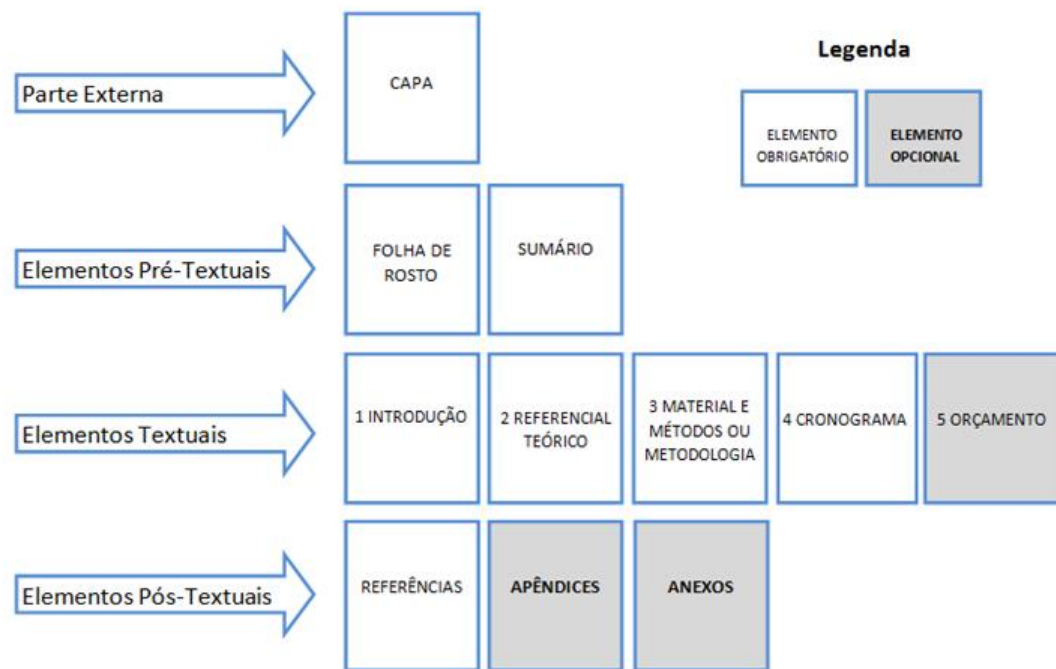 Legenda
Parte Externa
CAPA
ELEMENTO
OBRIGATÓRIO
ELEMENTO
OPCIONAL
Elementos Pré-Textuais
FOLHA DE
ROSTO
SUMÁRIO
Elementos Textuais
1 INTRODUÇÃO
2 REFERENCIAL
TEÓRICO
3 MATERIAL E
MÉTODOS OU
METODOLOGIA
4 CRONOGRAMA
5 ORÇAMENTO
Elementos Pós-Textuais
REFERÊNCIAS
APÊNDICES
ANEXOS